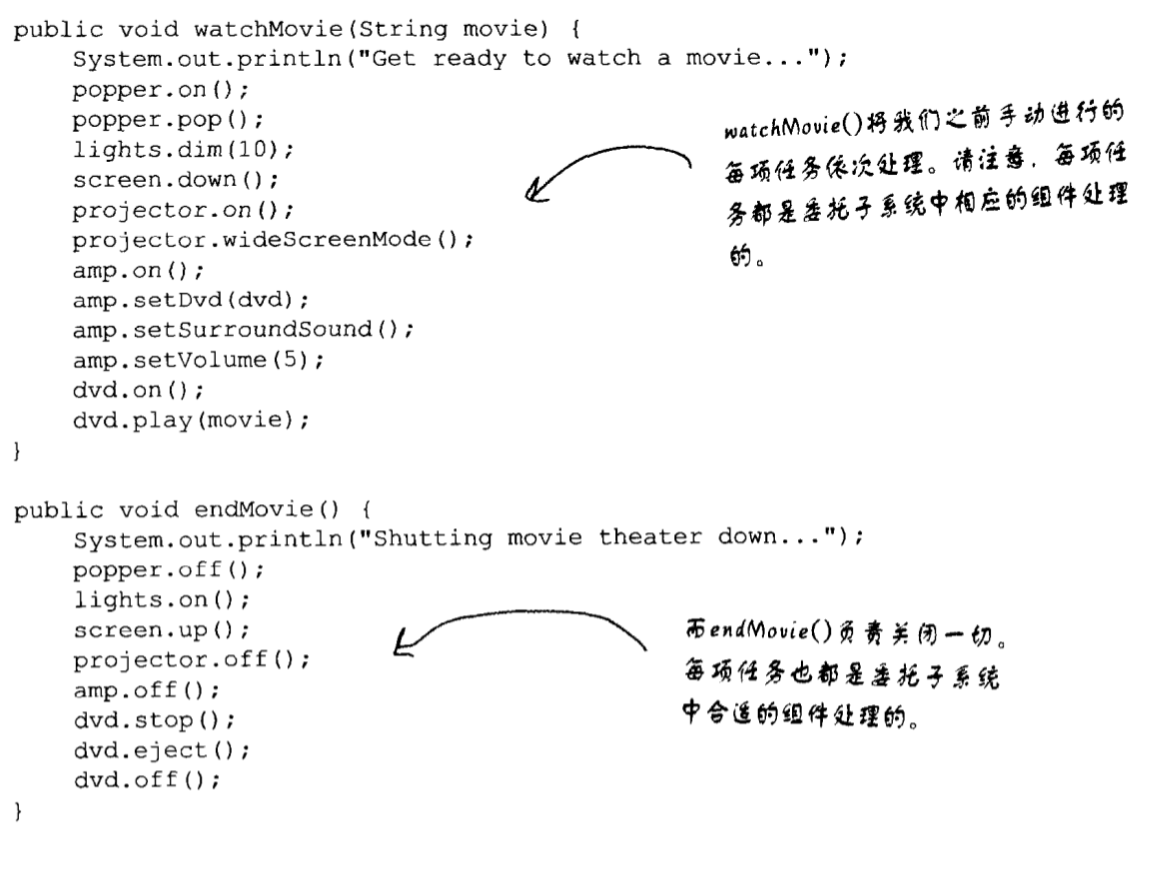 public void watchMovie(String movie) {
System.out.println("Get ready to watch a movie...");
popper.on();
popper.pop();
lights.dim(10);
screen.down();
projector.on();
projector.wideScreenMode();
amp.on();
amp.setDvd(dvd);
amp.setSurroundSound();
amp.setVolume(5);
dvd.on();
dvd.play(movie);
}
watchMovie()将我们之前手动进行的
每项任务依次处理。请注意，每项任
务都是委托子系统中相应的组件处理
的。
public void endMovie() {
System.out.println("Shutting movie theater down...");
popper.off();
lights.on();
screen.up();
projector.off();
amp.off();
dvd.stop();
dvd.eject();
dvd.off();
}
而endMovie()负责关闭一切。
每项任务也都是委托子系统
中合适的组件处理的。